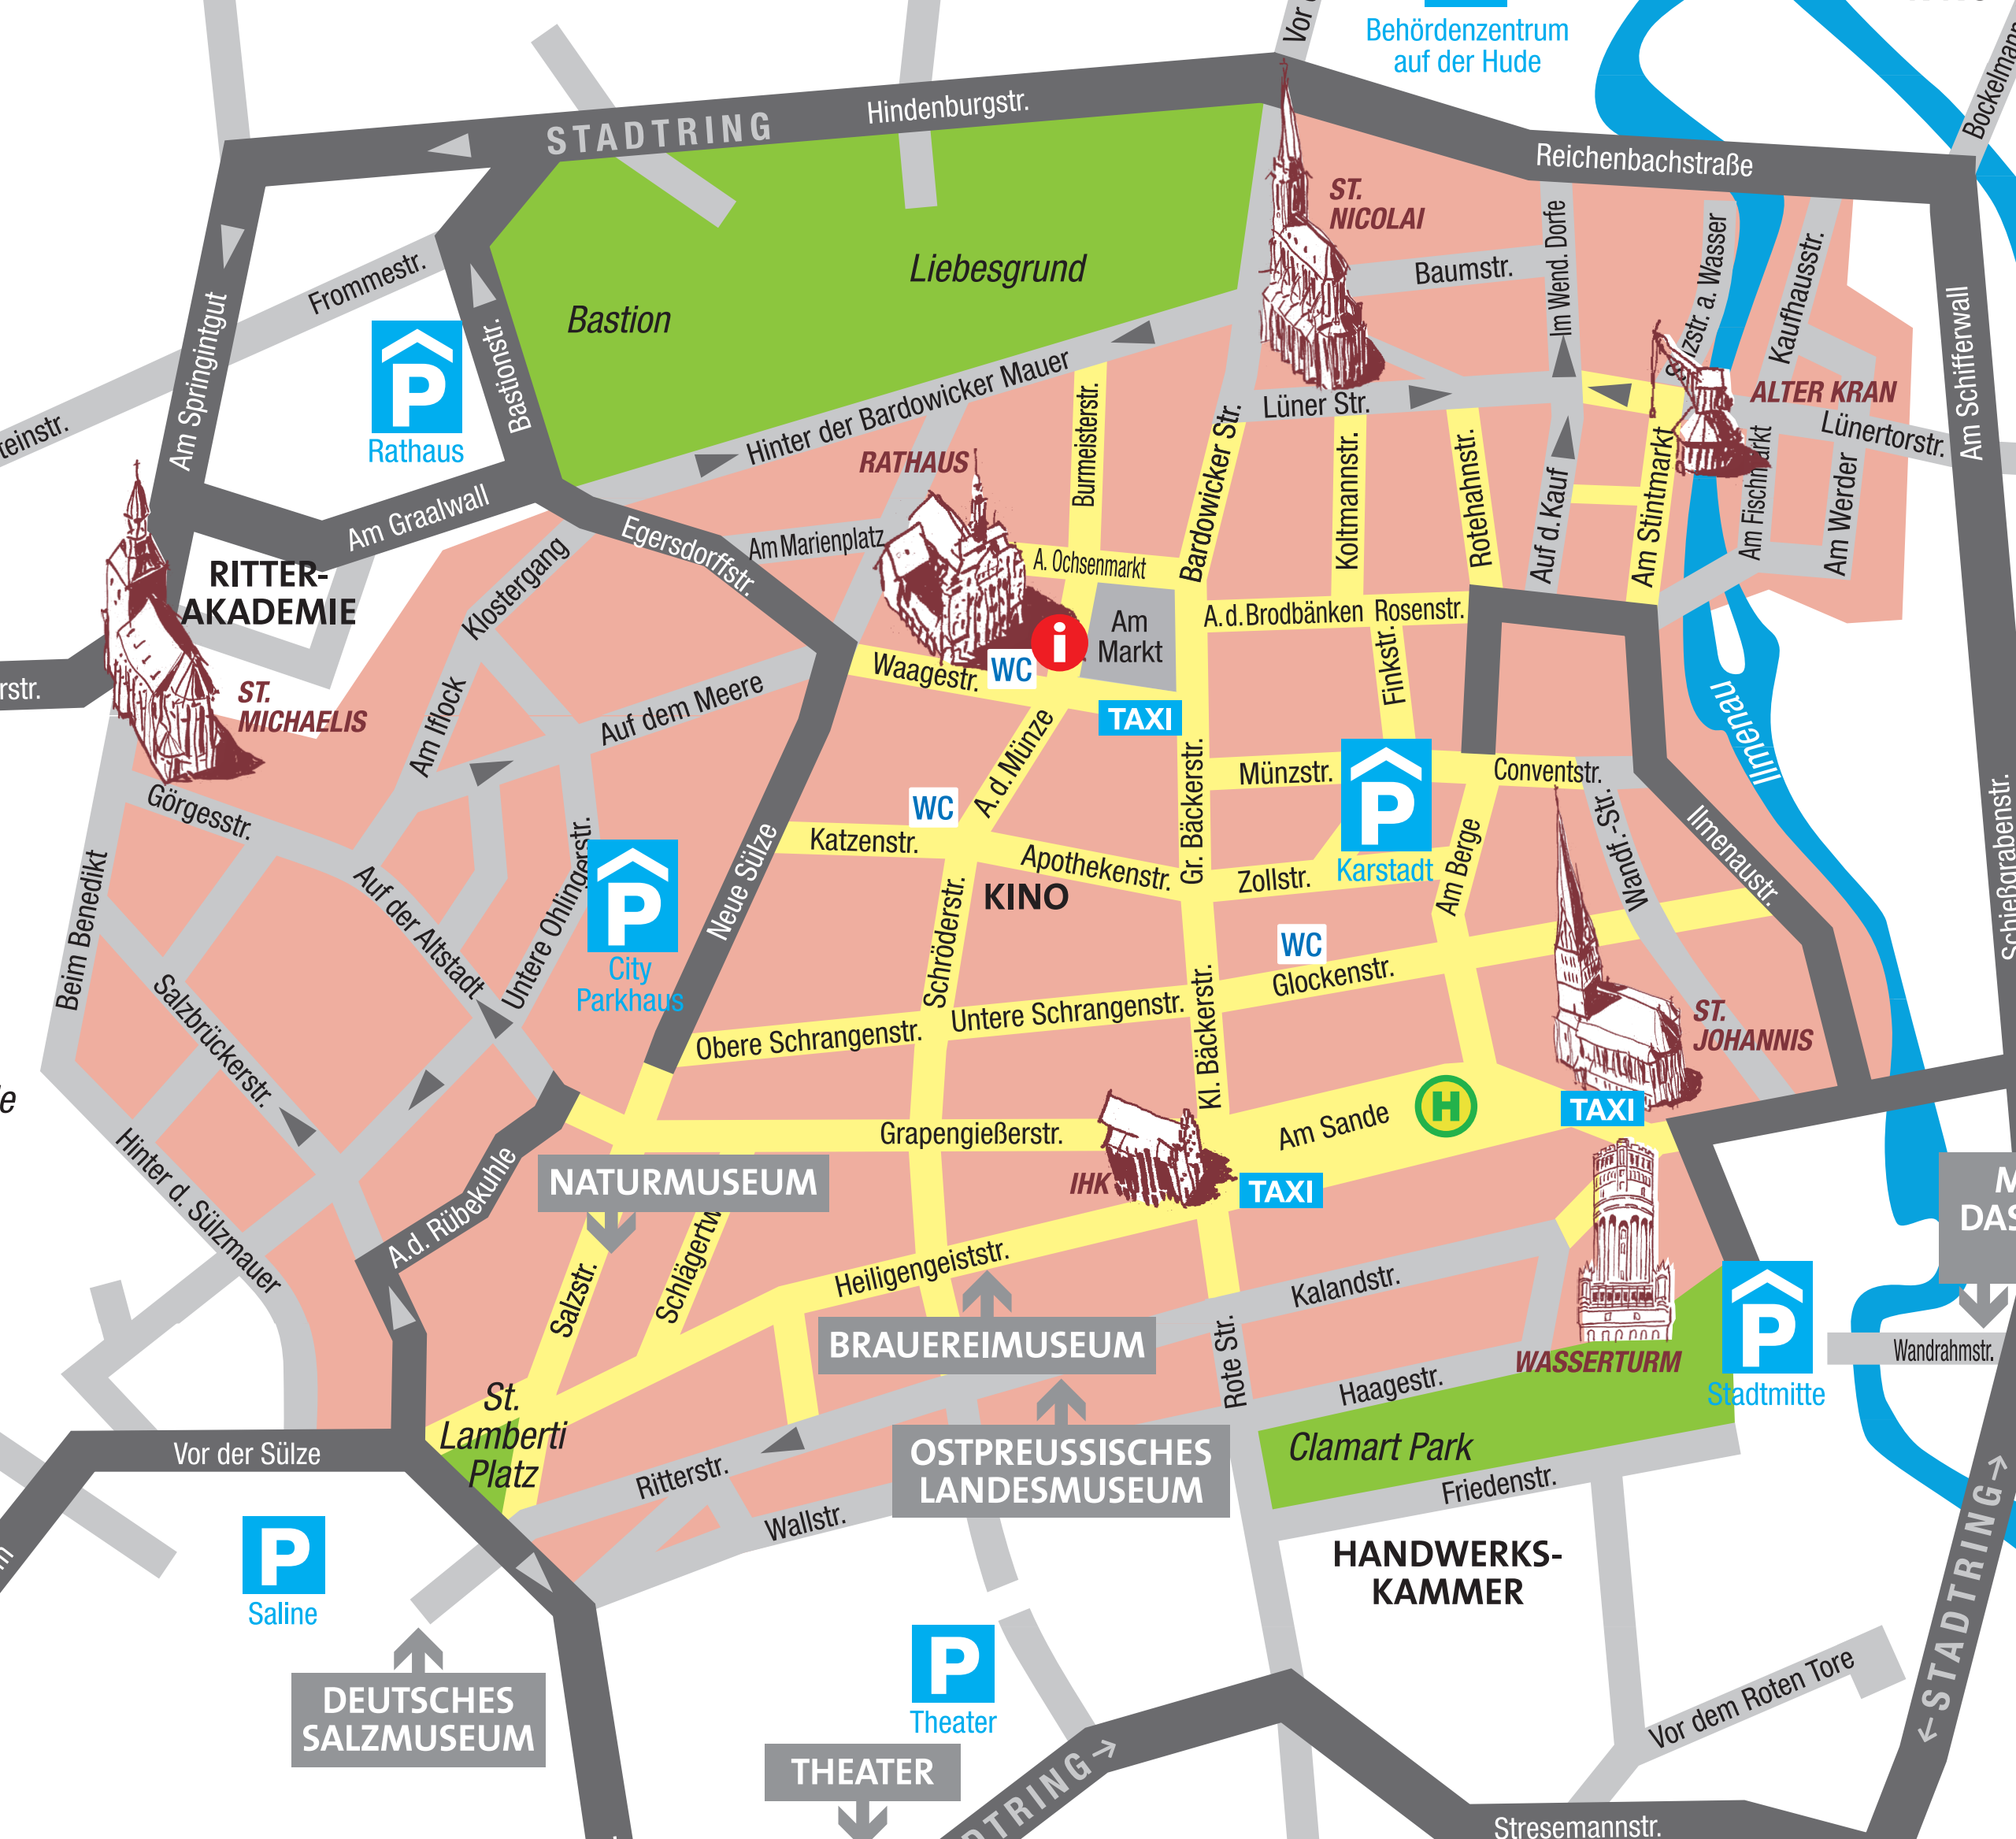 Behördenzentrum
auf der Hude
Vor
Hindenburgstr.
STADTRING
Reichenbachstraße
ST.
NICOLAI
Baumstr.
Im Wend. Dorfe
Kaufhausstr.
Liebesgrund
Bastion
Frommestr.
Am Springintgut
P
Rathaus
Bastionstr.
Hinter der Bardowicker Mauer
Burmeisterstr.
Bardowicker Str.
Lüner Str.
Koltmannstr.
Rotehahnstr.
Auf d. Kauf
Am Stintmarkt
ALTER KRAN
Lünertorstr.
Am Werder
Am Schifferwall
RATHAUS
Am Graalwall
Egersdorffstr.
Am Marienplatz
A. Ochsenmarkt
RITTER-
AKADEMIE
Klostergang
Am
Markt
i
A. d. Brodbänken
Rosenstr.
Finkstr.
Waagestr.
WC
TAXI
ST.
MICHAELIS
Am Iflock
Auf dem Meere
Ilmenau
A. d. Münze
Gr. Bäckerstr.
Münzstr.
P
Karstadt
Conventstr.
Wandf.-Str.
Ilmenaustr.
Schießgrabenstr.
Görgesstr.
WC
Katzenstr.
Apothekenstr.
Zollstr.
Am Berge
Neue Sülze
KINO
Beim Benedikt
Auf der Altstadt
Untere Ohlingerstr.
P
City
Parkhaus
Schröderstr.
WC
Glockenstr.
Salzbrückerstr.
Obere Schrangenstr.
Untere Schrangenstr.
Kl. Bäckerstr.
ST.
JOHANNIS
Grapengießerstr.
Am Sande
H
TAXI
Hinter d. Sülzmauer
A.d. Rübekuhle
NATURMUSEUM
IHK
TAXI
Salzstr.
Heiligengeiststr.
Kalandstr.
BRAUEREIMUSEUM
Rote Str.
WASSERTURM
P
Stadtmitte
Wandrahmstr.
Haagestr.
St.
Lamberti
Platz
Vor der Sülze
Ritterstr.
OSTPREUSSISCHES
LANDESMUSEUM
Clamart Park
Wallstr.
Friedenstr.
P
Saline
HANDWERKS-
KAMMER
STADTRING
DEUTSCHES
SALZMUSEUM
P
Theater
Vor dem Roten Tore
THEATER
Stresemannstr.